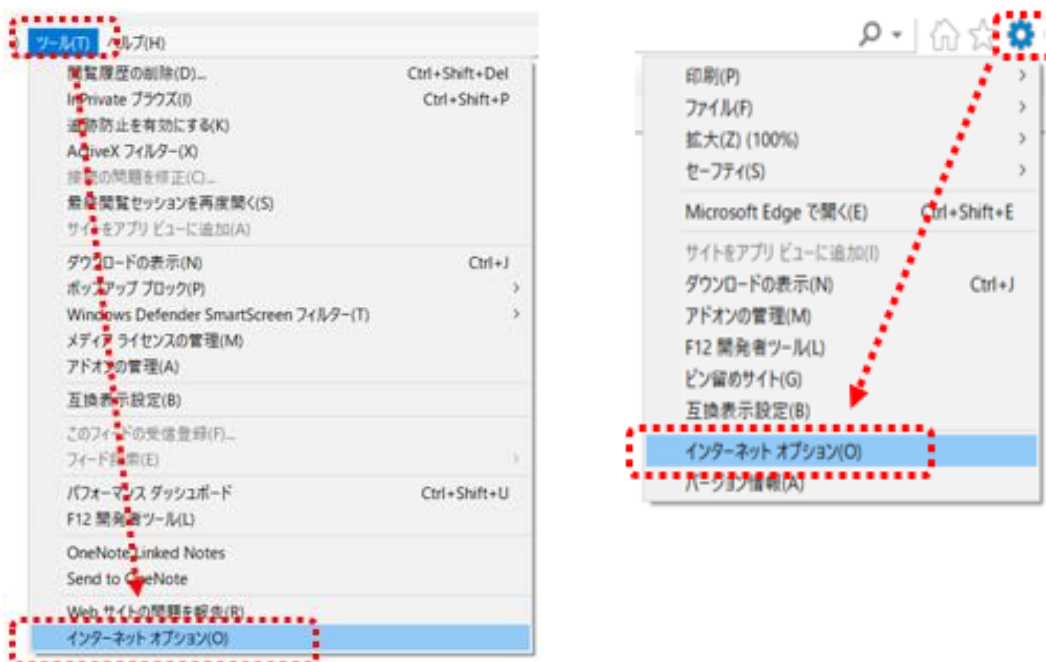 ツール(T) ヘルプ(H)
閲覧履歴の削除(D)... Ctrl+Shift+Del
InPrivate ブラウズ(I) Ctrl+Shift+P
追跡防止を有効にする(K)
ActiveX フィルター(X)
接続の問題を修正(C)...
最終閲覧セッションを再度開く(S)
サイトをアプリ ビューに追加(A)
ダウンロードの表示(N) Ctrl+J
ポップアップ ブロック(P)
Windows Defender SmartScreen フィルター(T)
メディア ライセンスの管理(M)
アドオンの管理(A)
互換表示設定(B)
このフィードの受信登録(F)...
フィード探索(E)
パフォーマンス ダッシュボード Ctrl+Shift+U
F12 開発者ツール(L)
OneNote Linked Notes
Send to OneNote
Web サイトの問題を報告(R)
インターネット オプション(O)
印刷(P)
ファイル(F)
拡大(Z) (100%)
セーフティ(S)
Microsoft Edge で開く(E) Ctrl+Shift+E
サイトをアプリ ビューに追加(I)
ダウンロードの表示(N) Ctrl+J
アドオンの管理(M)
F12 開発者ツール(L)
ピン留めサイト(G)
互換表示設定(B)
インターネット オプション(O)
バージョン情報(A)